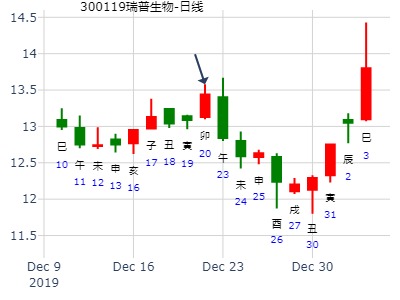 300119瑞普生物-日线
14.5
14
13.5
13
12.5
12
11.5
巳
10
午
11
未
12
申
13
亥
16
子
17
丑
18
寅
19
卯
20
午
23
未
24
申
25
酉
26
戌
27
丑
30
寅
31
辰
2
巳
3
Dec 9
2019
Dec 16
Dec 23
Dec 30